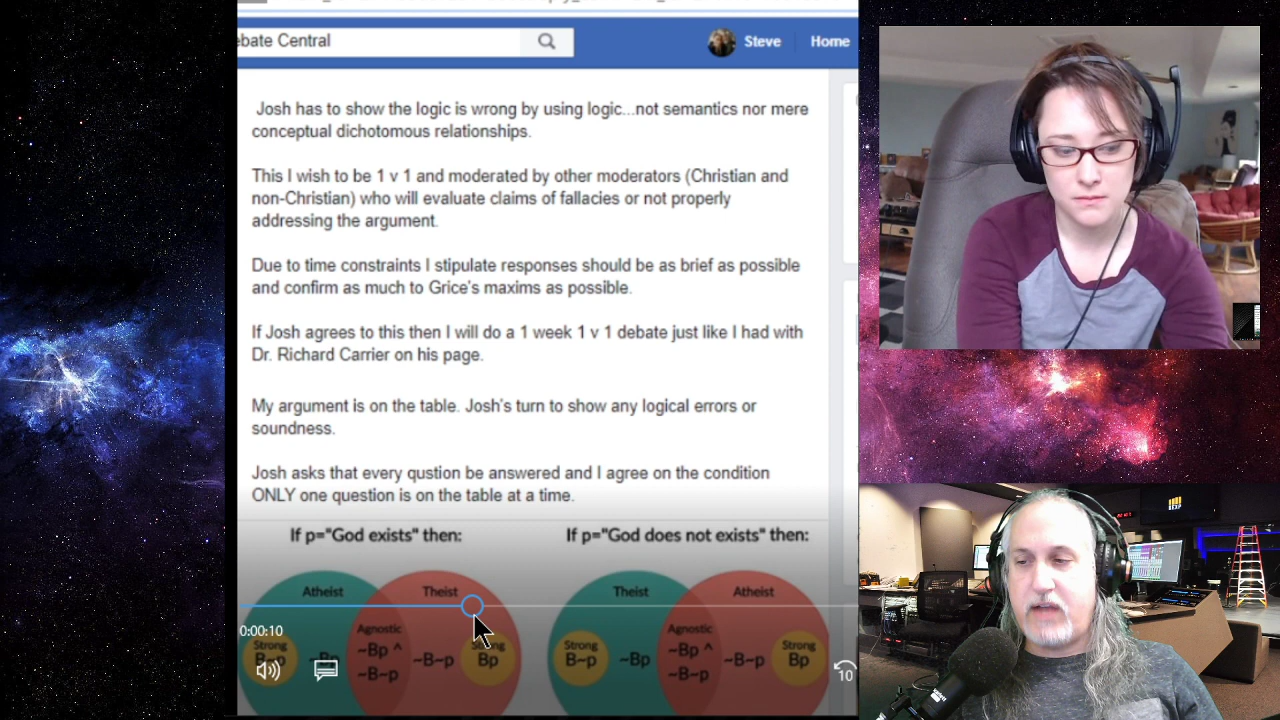 ebate Central
Steve
Home
Josh has to show the logic is wrong by using logic...not semantics nor mere
conceptual dichotomous relationships.
This I wish to be 1 v 1 and moderated by other moderators (Christian and
non-Christian) who will evaluate claims of fallacies or not properly
addressing the argument.
Due to time constraints I stipulate responses should be as brief as possible
and confirm as much to Grice's maxims as possible.
If Josh agrees to this then I will do a 1 week 1 v 1 debate just like I had with
Dr. Richard Carrier on his page.
My argument is on the table. Josh's turn to show any logical errors or
soundness.
Josh asks that every qustion be answered and I agree on the condition
ONLY one question is on the table at a time.
If p="God exists" then:
If p="God does not exists" then:
Atheist
Theist
Theist
Atheist
0:00:10
Agnostic
~Bp ^
~B~p
Strong
B~p
~Bp
~B~p
Strong
Bp
Strong
B~p
~Bp
Agnostic
~Bp ^
~B~p
~B~p
Strong
Bp
10